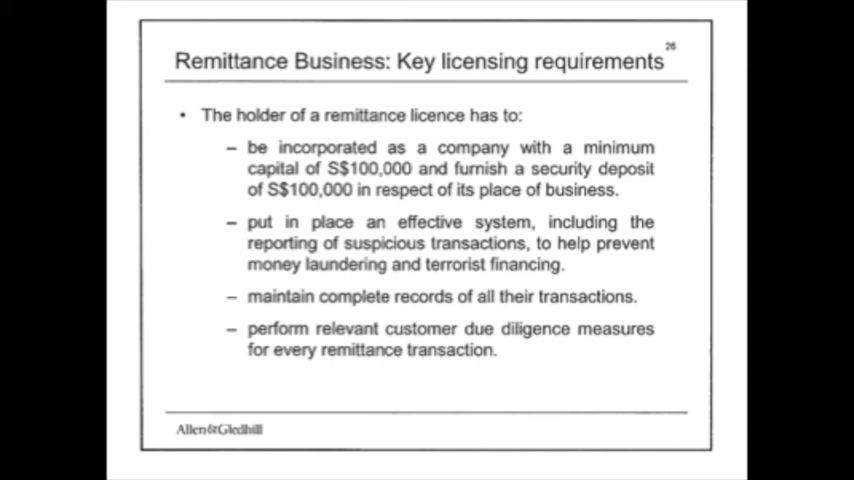 26
Remittance Business: Key licensing requirements
• The holder of a remittance licence has to:
– be incorporated as a company with a minimum
capital of S$100,000 and furnish a security deposit
of S$100,000 in respect of its place of business.
– put in place an effective system, including the
reporting of suspicious transactions, to help prevent
money laundering and terrorist financing.
– maintain complete records of all their transactions.
– perform relevant customer due diligence measures
for every remittance transaction.
Allen&Gledhill